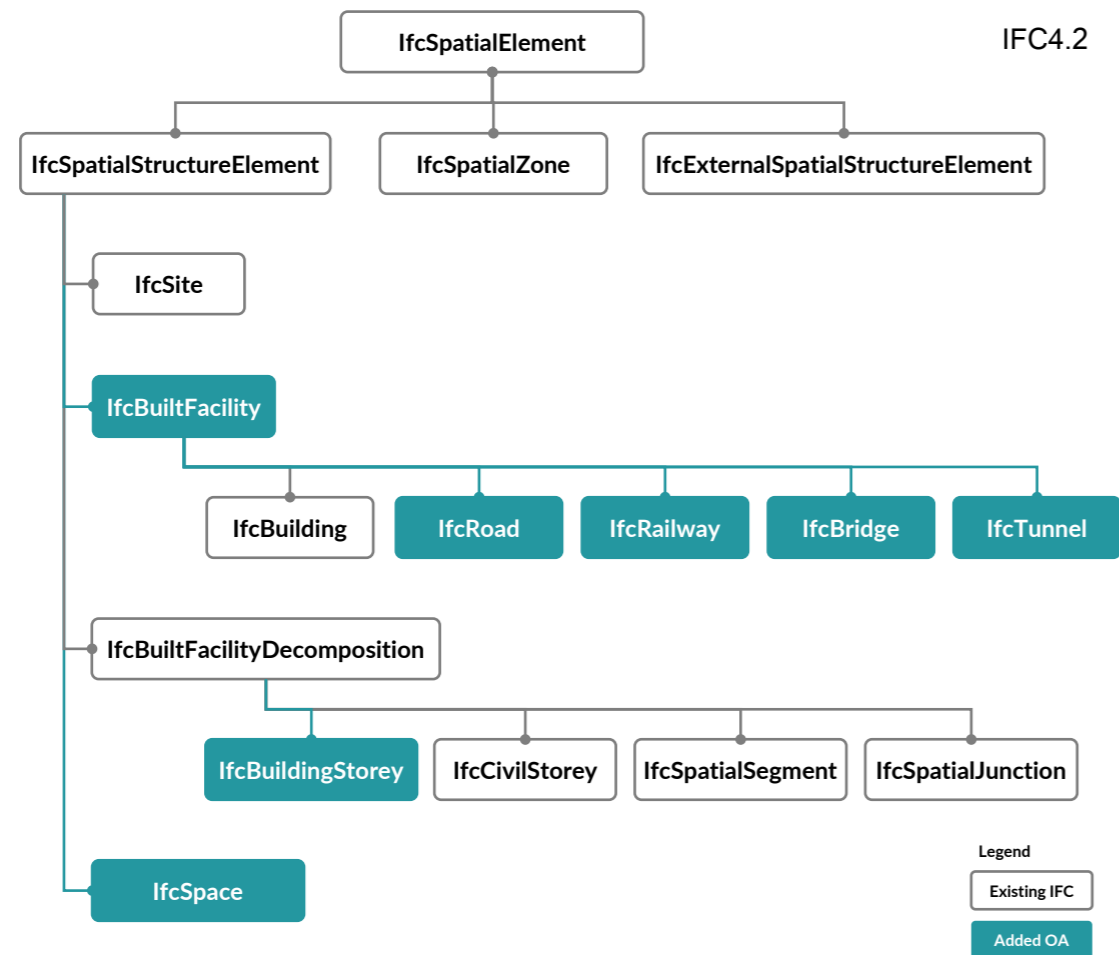 IfcSpatialElement
IFC4.2
IfcSpatialStructureElement
IfcSpatialZone
IfcExternalSpatialStructureElement
IfcSite
IfcBuiltFacility
IfcBuilding
IfcRoad
IfcRailway
IfcBridge
IfcTunnel
IfcBuiltFacilityDecomposition
IfcBuildingStorey
IfcCivilStorey
IfcSpatialSegment
IfcSpatialJunction
IfcSpace
Legend
Existing IFC
Added OA